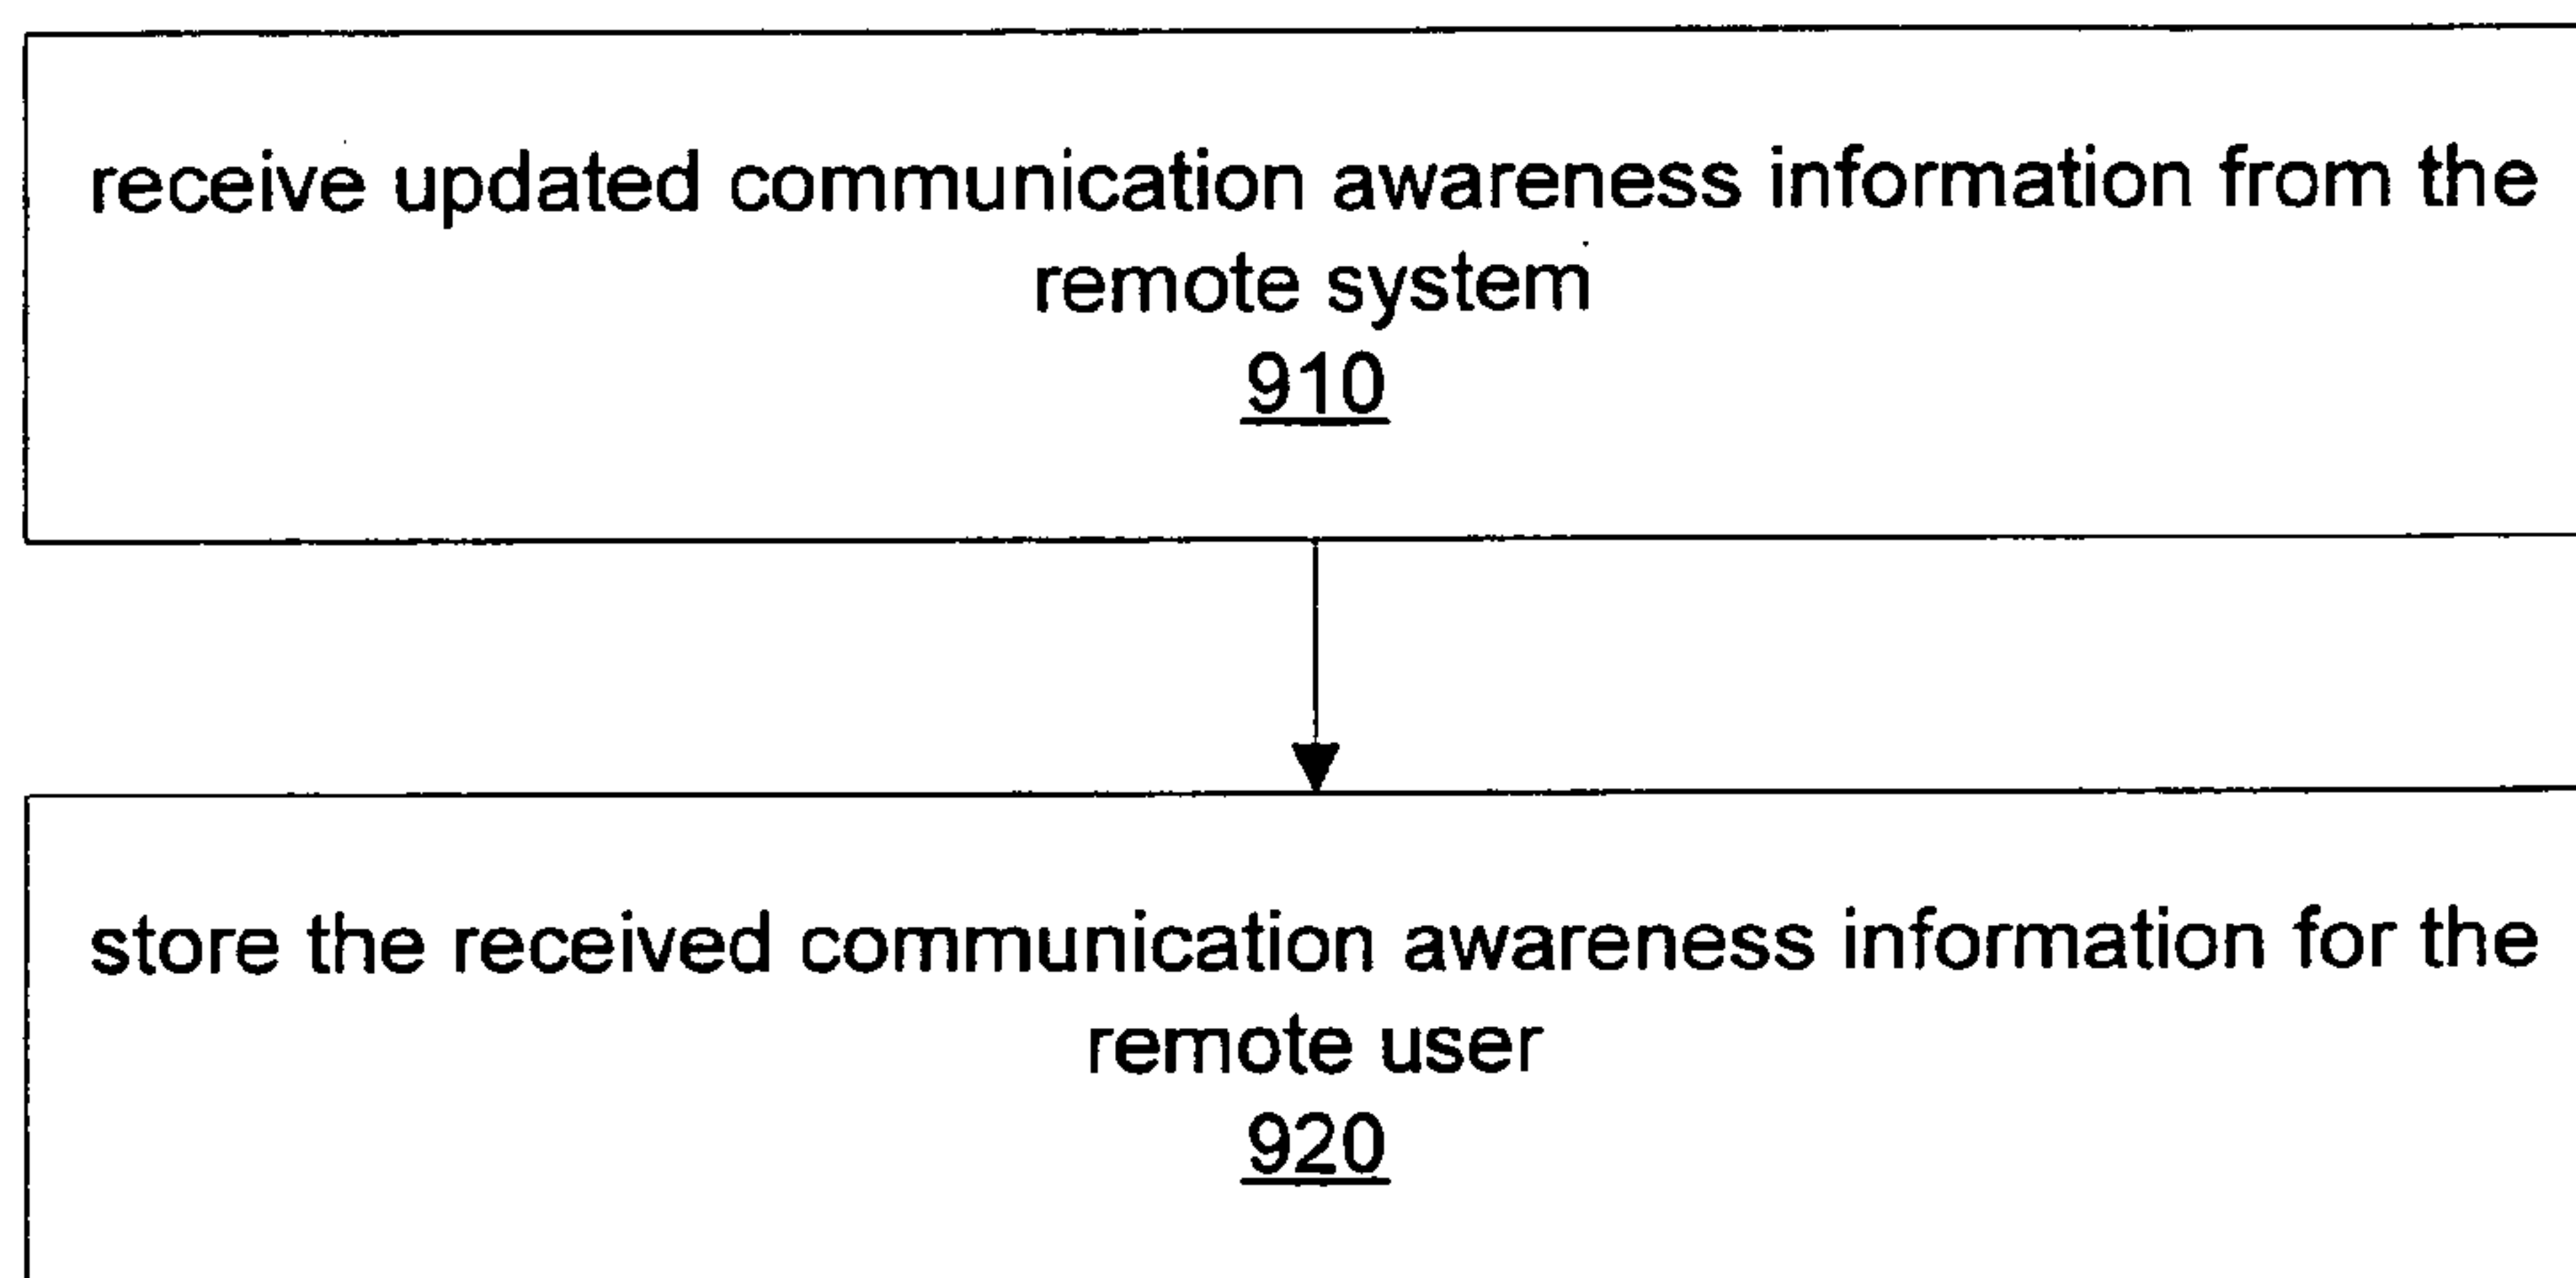 receive updated communication awareness information from the
remote system
910
store the received communication awareness information for the
remote user
920